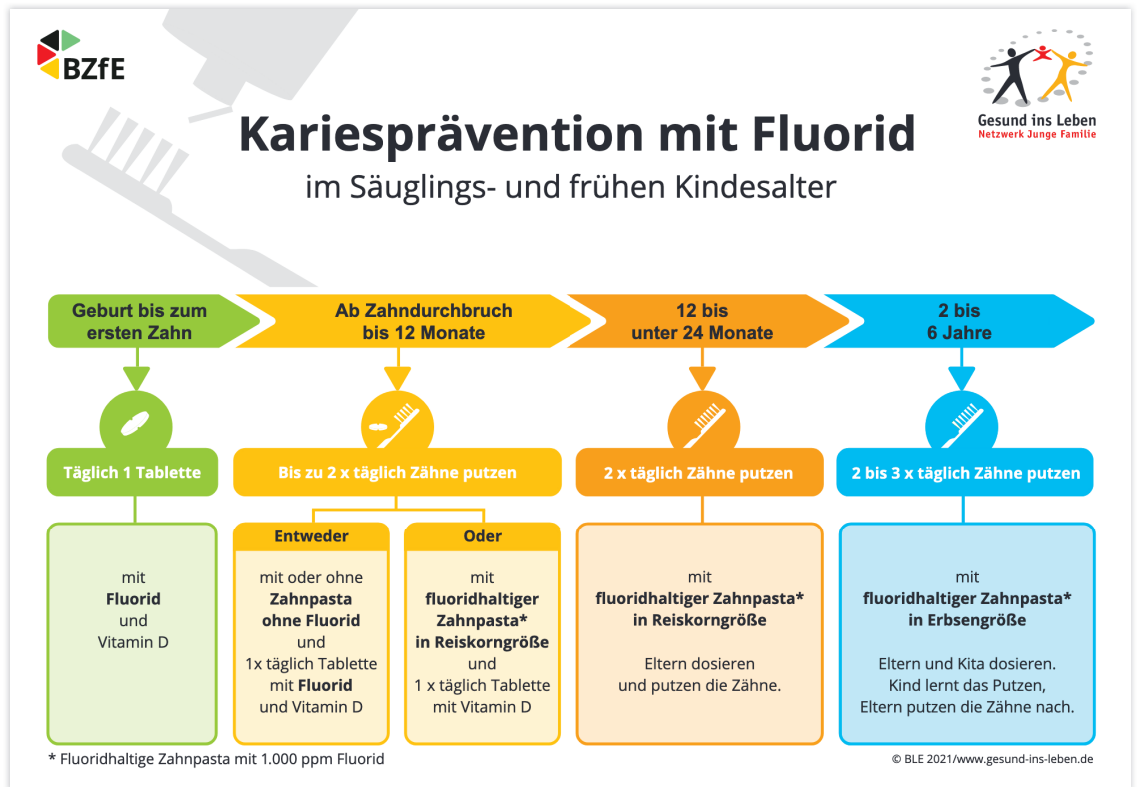 BZfE
Gesund ins Leben
Netzwerk Junge Familie
Kariesprävention mit Fluorid
im Säuglings- und frühen Kindesalter
Geburt bis zum
ersten Zahn
Ab Zahndurchbruch
bis 12 Monate
12 bis
unter 24 Monate
2 bis
6 Jahre
Täglich 1 Tablette
Bis zu 2 x täglich Zähne putzen
2 x täglich Zähne putzen
2 bis 3 x täglich Zähne putzen
mit
Fluorid
und
Vitamin D
Entweder
mit oder ohne
Zahnpasta
ohne Fluorid
und
1x täglich Tablette
mit Fluorid
und Vitamin D
Oder
mit
fluoridhaltiger
Zahnpasta*
in Reiskorngröße
und
1 x täglich Tablette
mit Vitamin D
mit
fluoridhaltiger Zahnpasta*
in Reiskorngröße
Eltern dosieren
und putzen die Zähne.
mit
fluoridhaltiger Zahnpasta*
in Erbsengröße
Eltern und Kita dosieren.
Kind lernt das Putzen,
Eltern putzen die Zähne nach.
* Fluoridhaltige Zahnpasta mit 1.000 ppm Fluorid
© BLE 2021/www.gesund-ins-leben.de